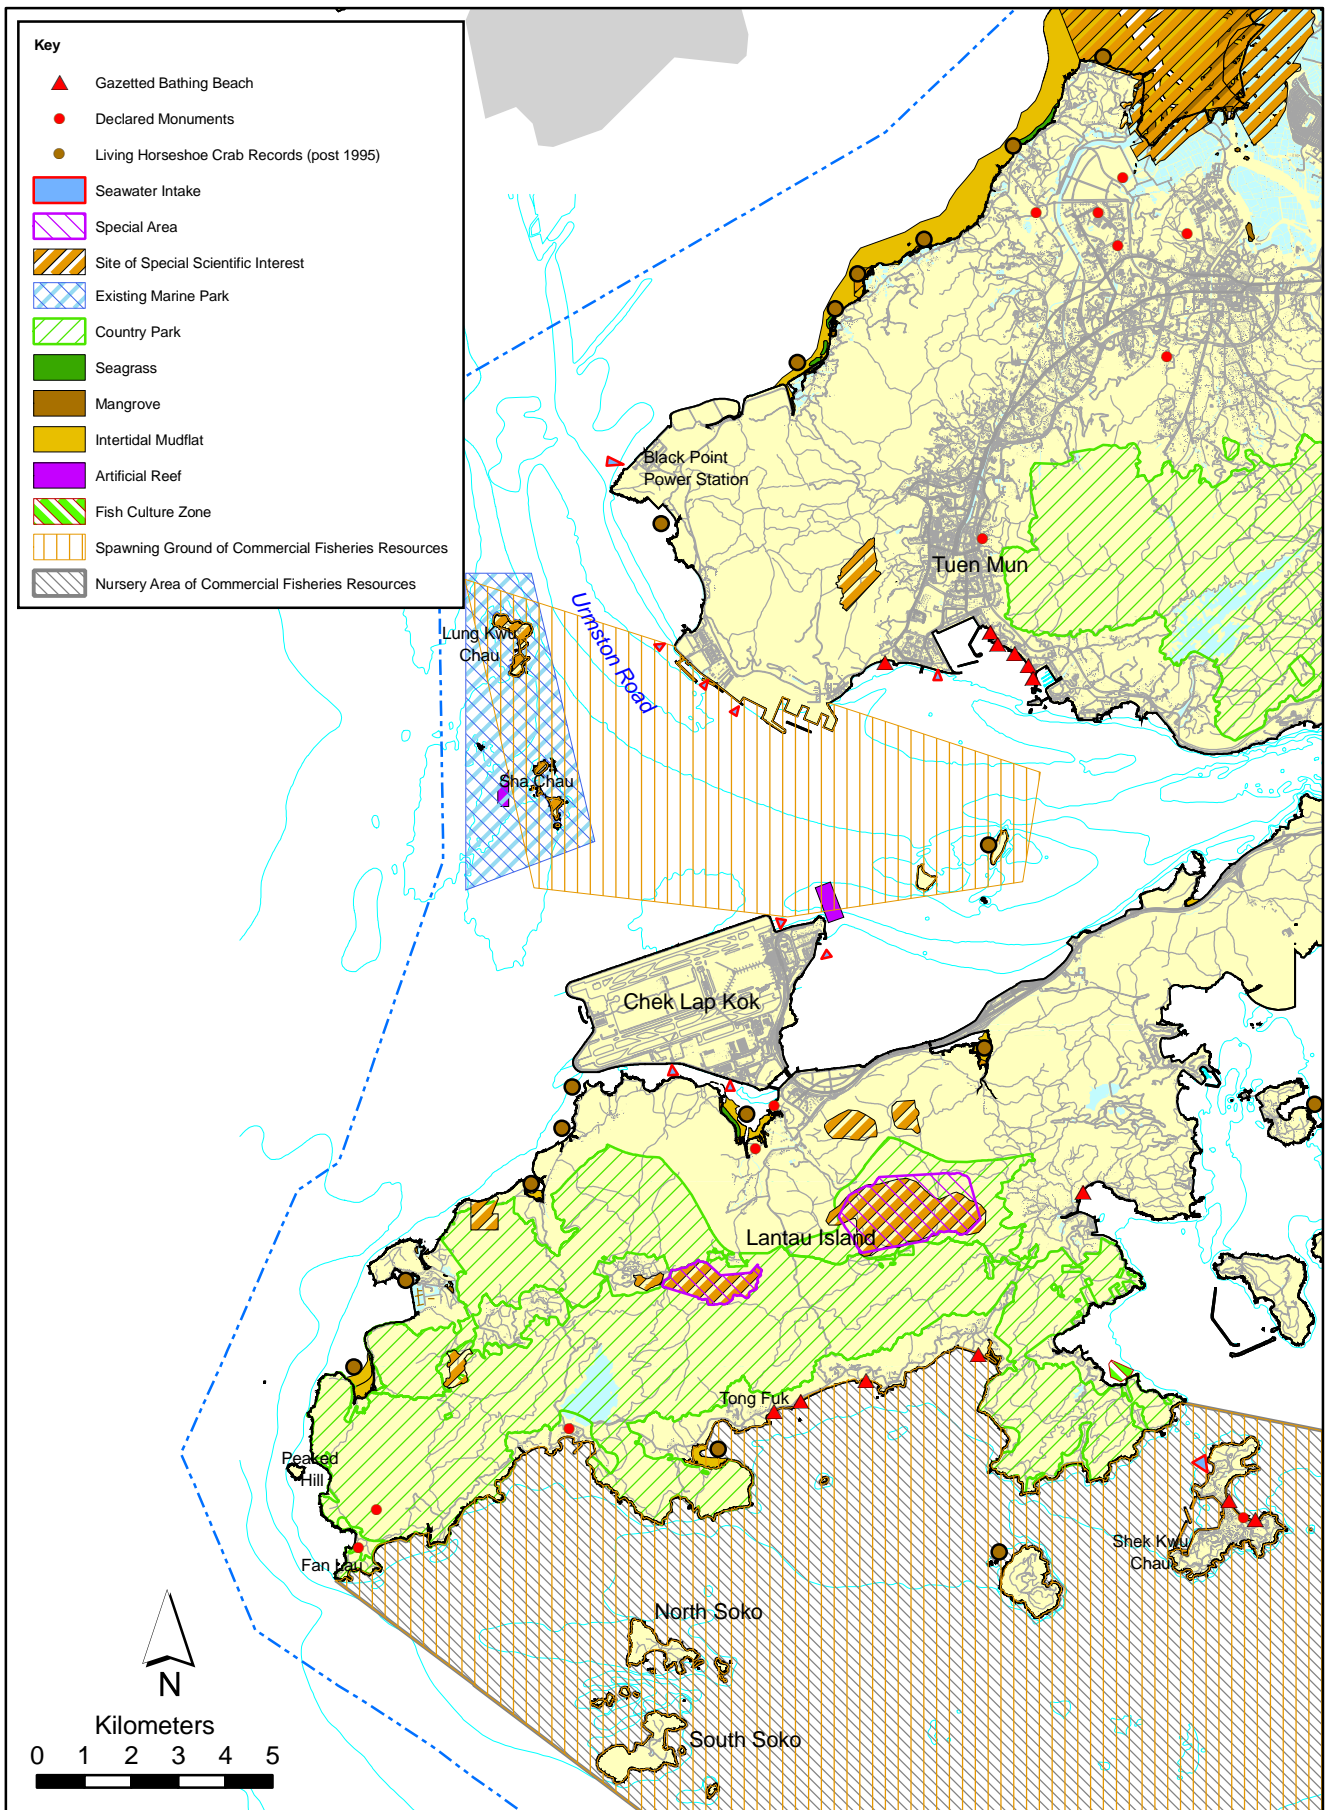 Key
Gazetted Bathing Beach
Declared Monuments
Living Horseshoe Crab Records (post 1995)
Seawater Intake
Special Area
Site of Special Scientific Interest
Existing Marine Park
Country Park
Seagrass
Mangrove
Intertidal Mudflat
Artificial Reef
Fish Culture Zone
Spawning Ground of Commercial Fisheries Resources
Nursery Area of Commercial Fisheries Resources
Black Point
Power Station
Tuen Mun
Urmston Road
Lung Kwu
Chau
Sha Chau
Chek Lap Kok
Lantau Island
Tong Fuk
Peaked
Hill
Fan Lau
Shek Kwu
Chau
North Soko
South Soko
N
Kilometers
0 1 2 3 4 5